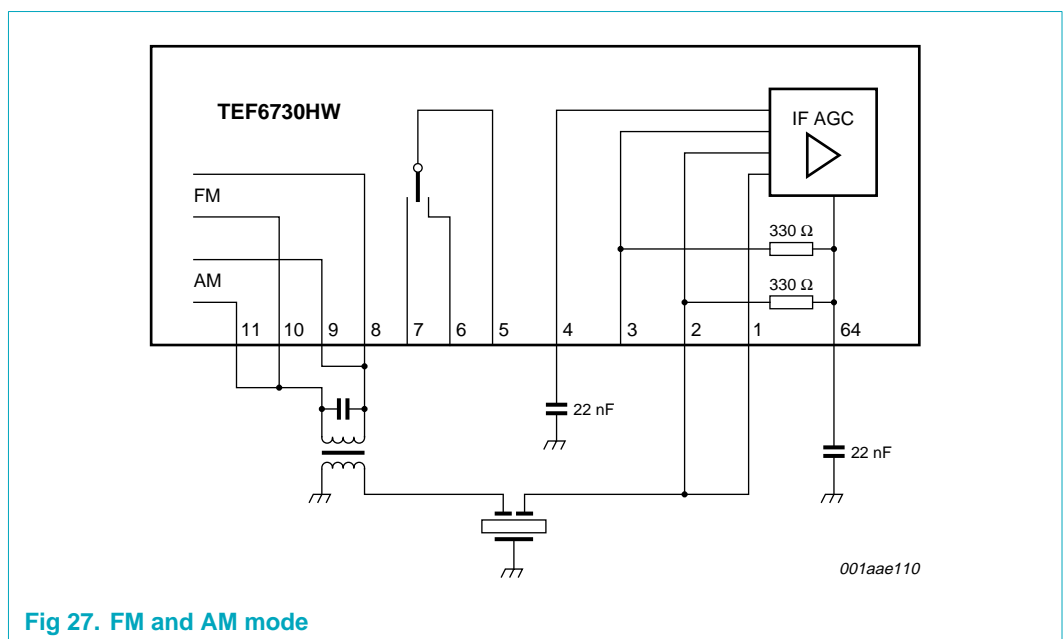 TEF6730HW
IF AGC
FM
330 Ω
AM
330 Ω
11 10 9 8 7 6 5 4 3 2 1 64
22 nF
22 nF
001aae110
Fig 27. FM and AM mode